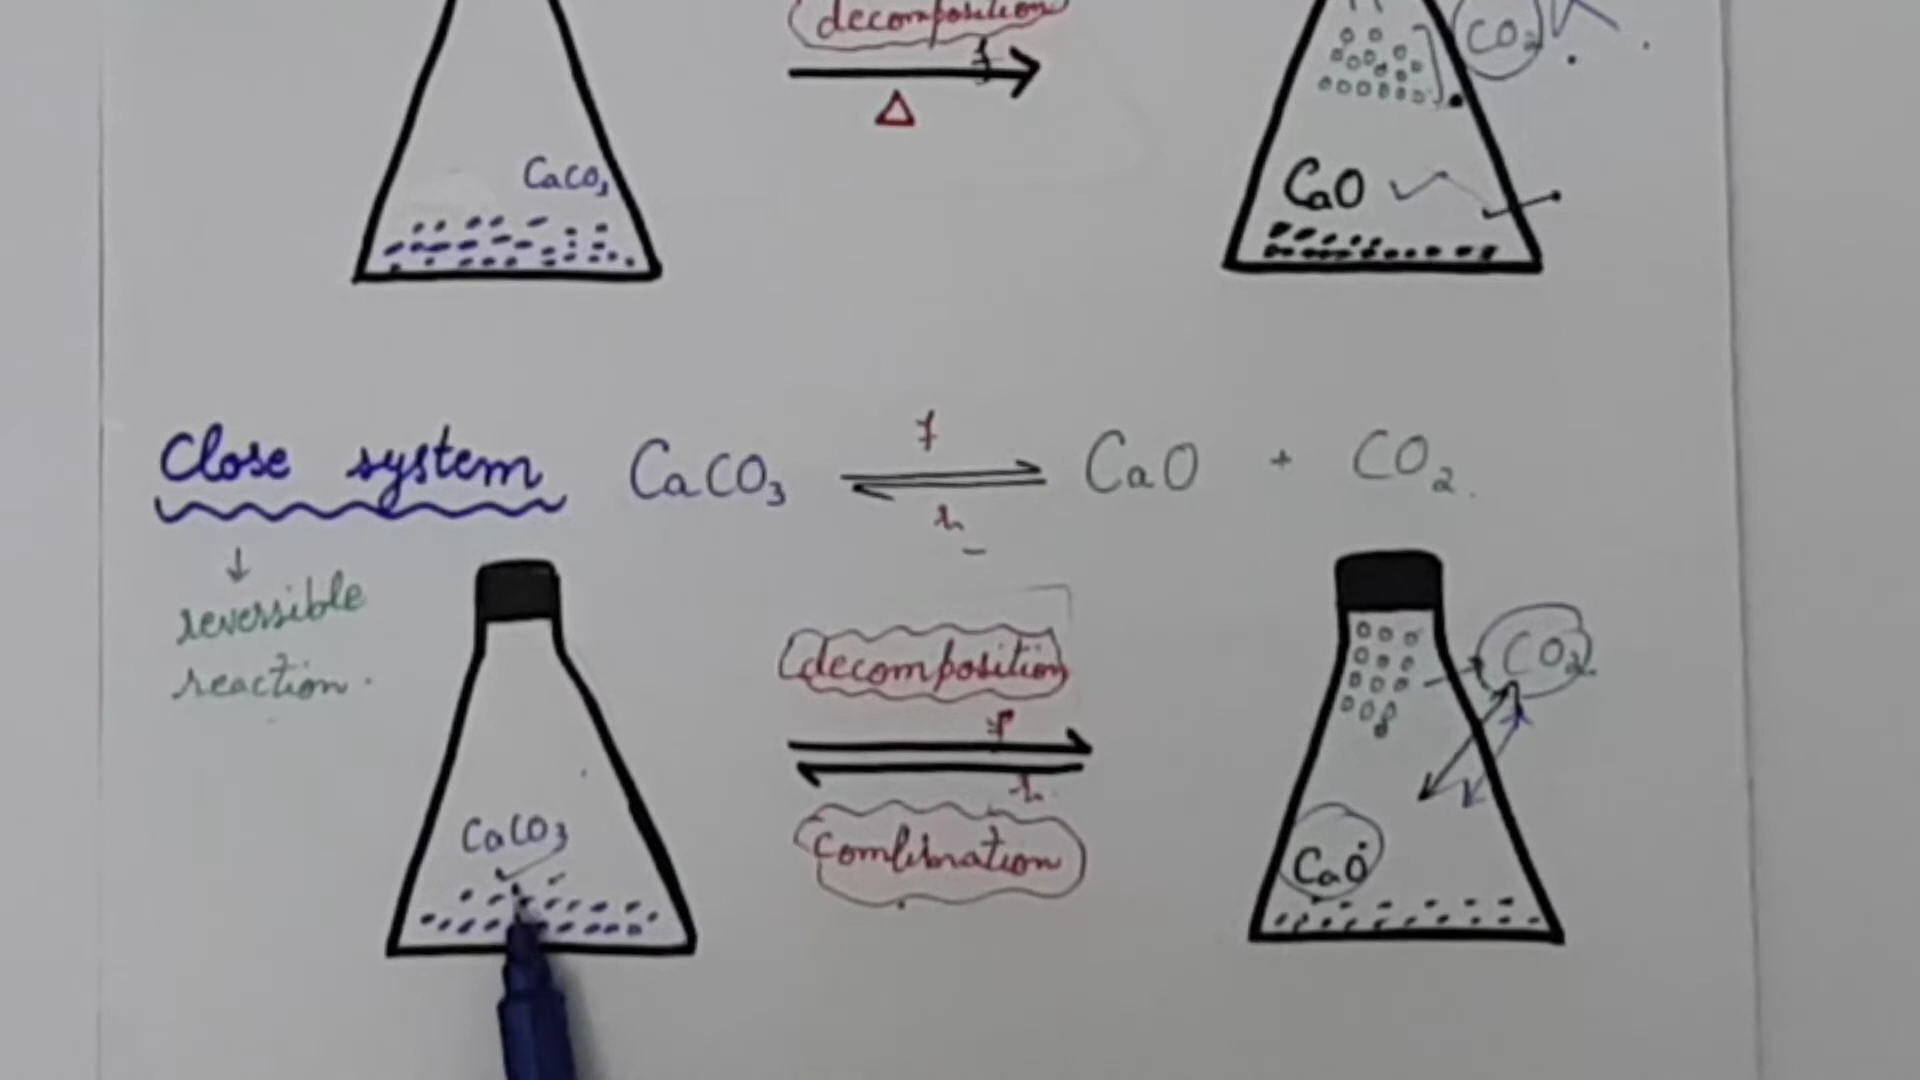 decomposition
f
CO2
△
CaCO3
CaO
Close system CaCO3 ⇌ CaO + CO2.
f
r
↓
reversible
reaction.
decomposition
CO2
f
r
CaCO3
Combination
CaO